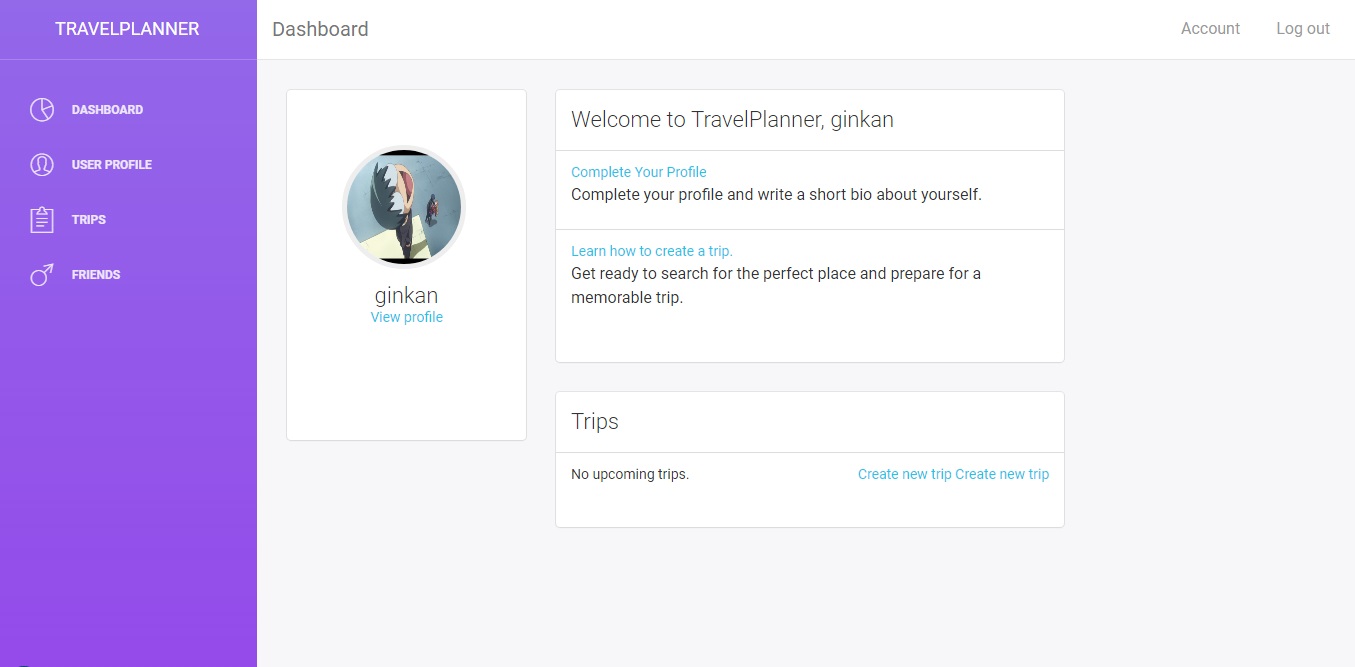 TRAVELPLANNER
Dashboard
Account
Log out
DASHBOARD
USER PROFILE
TRIPS
FRIENDS
ginkan
View profile
Welcome to TravelPlanner, ginkan
Complete Your Profile
Complete your profile and write a short bio about yourself.
Learn how to create a trip.
Get ready to search for the perfect place and prepare for a
memorable trip.
Trips
No upcoming trips.
Create new trip Create new trip